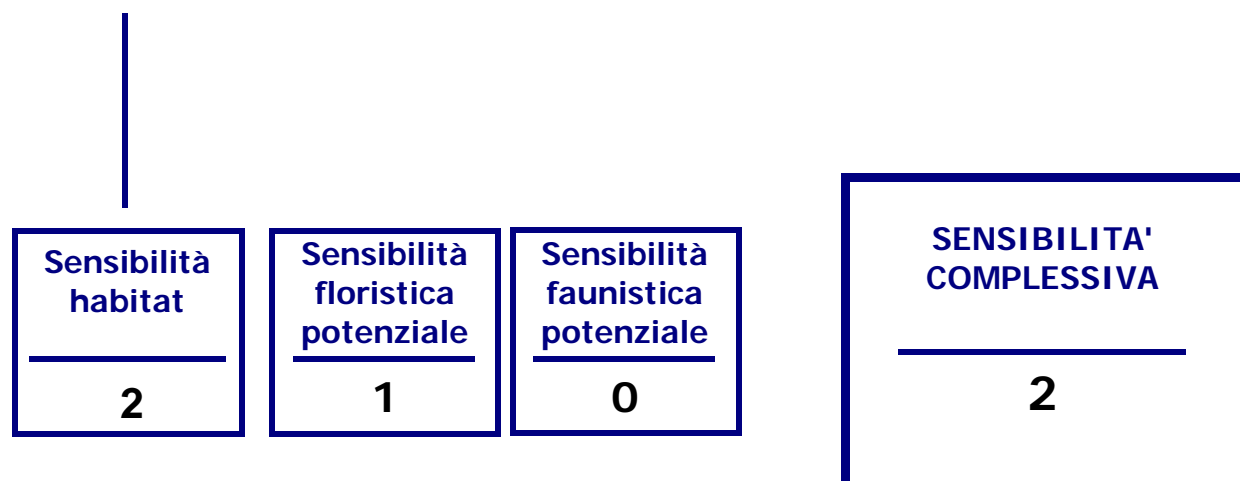 Sensibilità
habitat
2
Sensibilità
floristica
potenziale
1
Sensibilità
faunistica
potenziale
0
SENSIBILITA'
COMPLESSIVA
2